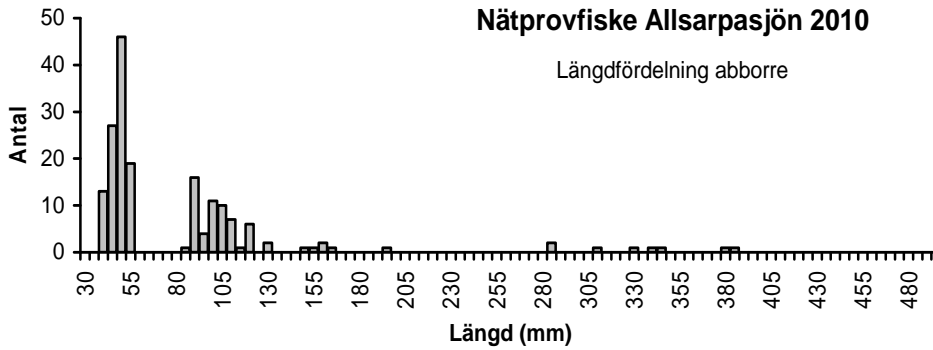 Nätprovfiske Allsarpasjön 2010
Längdfördelning abborre
Antal
50
40
30
20
10
0
30 55 80 105 130 155 180 205 230 255 280 305 330 355 380 405 430 455 480
Längd (mm)